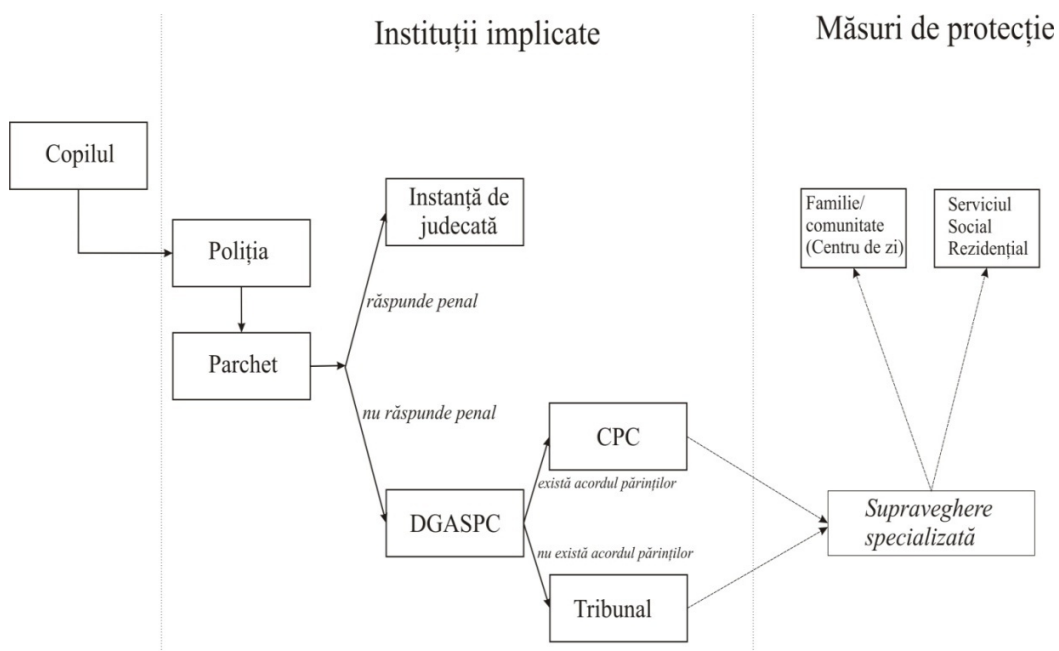 Instituții implicate
Măsuri de protecție
Copilul
Poliția
Parchet
Instanță de
judecată
răspunde penal
nu răspunde penal
DGASPC
CPC
există acordul părinților
nu există acordul părinților
Tribunal
Familie/
comunitate
(Centru de zi)
Serviciul
Social
Rezidențial
Supraveghere
specializată